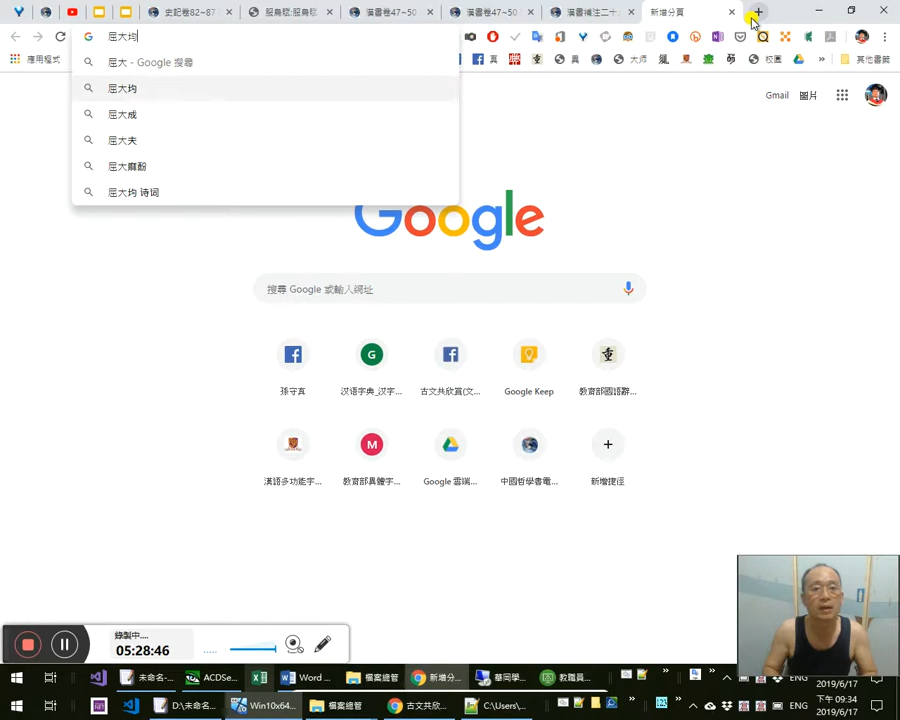 史記卷82~87
服鳥賦:服鳥賦
漢書卷47~50
漢書卷47~50
漢書補注二十
新增分頁
屈大均
屈大 - Google 搜尋
屈大均
屈大成
屈大夫
屈大麻酚
屈大均 诗词
應用程式
真
真
大师
校園
»
其他書籤
Gmail
圖片
Google
搜尋 Google 或輸入網址
孫守真
汉语字典_汉字...
古文共欣賞(文...
Google Keep
教育部國語辭...
漢語多功能字...
教育部異體字...
Google 雲端...
中國哲學書電...
新增捷徑
錄製中....
05:28:46
未命名-...
ACDSe...
Word ...
檔案總管
新增分...
華岡學...
教職員...
ENG
2019/6/17
D:\未命名...
Win10x64...
檔案總管
古文共欣...
C:\Users\...
ENG
下午 09:34
2019/6/17